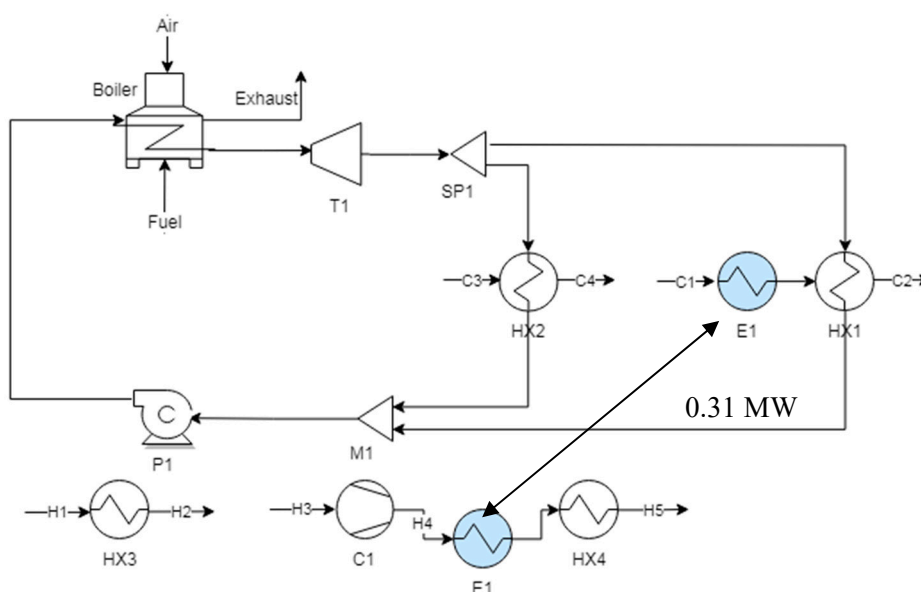 Air
Boiler
Exhaust
Fuel
T1
SP1
C3
C4
HX2
C1
E1
C2
HX1
0.31 MW
C
P1
M1
H1
H2
HX3
H3
C1
H4
E1
H5
HX4